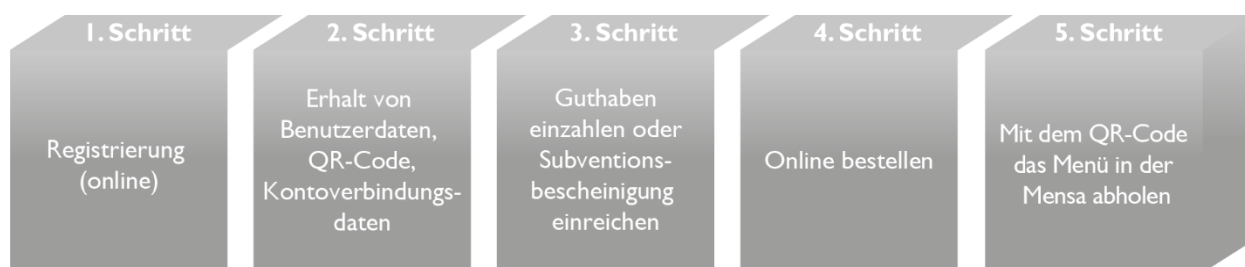 1. Schritt
Registrierung
(online)
2. Schritt
Erhalt von
Benutzerdaten,
QR-Code,
Kontoverbindungs-
daten
3. Schritt
Guthaben
einzahlen oder
Subventions-
bescheinigung
einreichen
4. Schritt
Online bestellen
5. Schritt
Mit dem QR-Code
das Menü in der
Mensa abholen